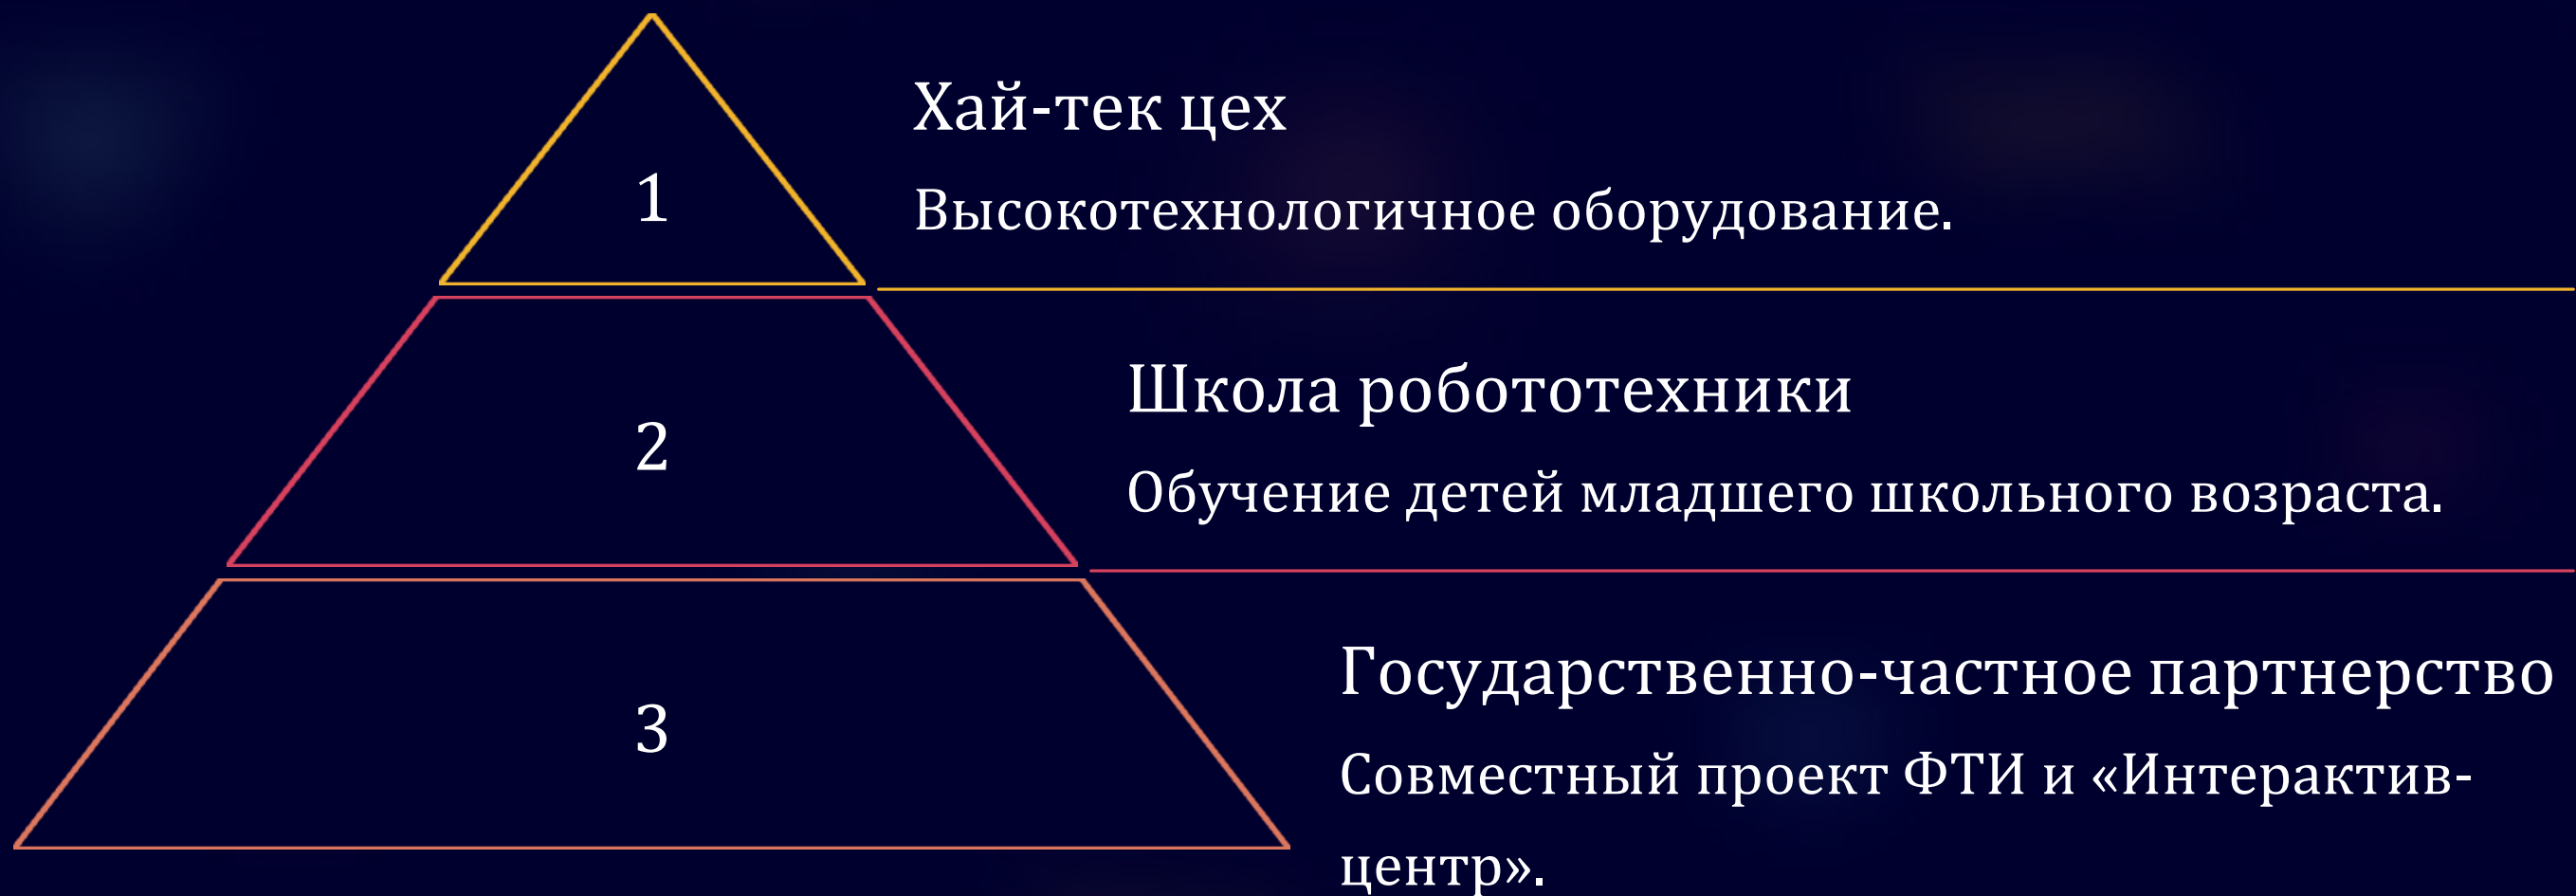 1
Хай-тек цех
Высокотехнологичное оборудование.
2
Школа робототехники
Обучение детей младшего школьного возраста.
3
Государственно-частное партнерство
Совместный проект ФТИ и «Интерактив-
центр».